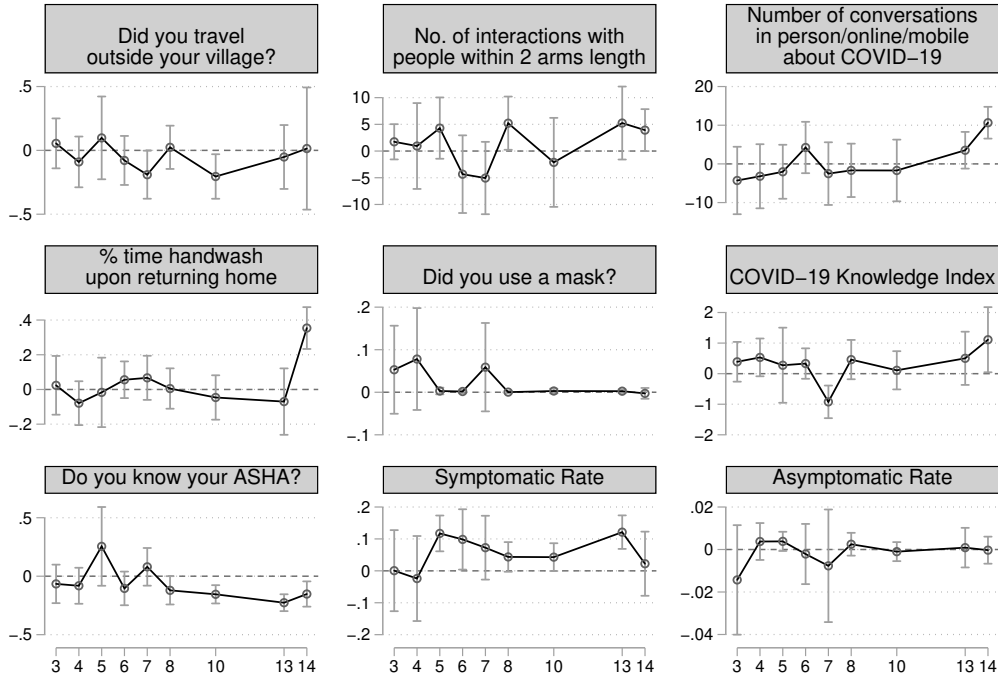 Did you travel
outside your village?
No. of interactions with
people within 2 arms length
Number of conversations
in person/online/mobile
about COVID−19
.5
0
−.5
10
5
0
−5
−10
20
10
0
−10
% time handwash
upon returning home
Did you use a mask?
COVID−19 Knowledge Index
.4
.2
0
−.2
.2
.1
0
−.1
2
1
0
−1
−2
Do you know your ASHA?
Symptomatic Rate
Asymptomatic Rate
.5
0
−.5
.2
.1
0
−.1
−.2
.02
0
−.02
−.04
3 4 5 6 7 8 10 13 14
3 4 5 6 7 8 10 13 14
3 4 5 6 7 8 10 13 14